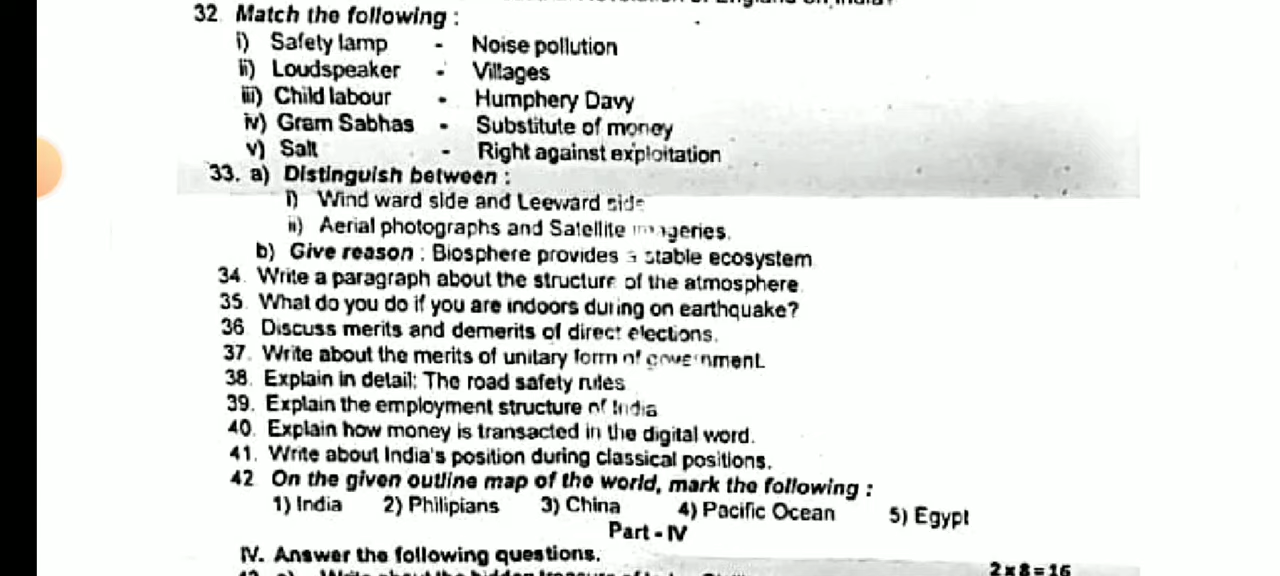 of England on India?
32. Match the following :
i) Safety lamp - Noise pollution
ii) Loudspeaker - Villages
iii) Child labour - Humphery Davy
iv) Gram Sabhas - Substitute of money
v) Salt - Right against exploitation
33. a) Distinguish between :
i) Wind ward side and Leeward side
ii) Aerial photographs and Satellite imageries.
b) Give reason : Biosphere provides a stable ecosystem
34. Write a paragraph about the structure of the atmosphere
35. What do you do if you are indoors during on earthquake?
36. Discuss merits and demerits of direct elections.
37. Write about the merits of unitary form of government.
38. Explain in detail: The road safety rules
39. Explain the employment structure of India
40. Explain how money is transacted in the digital word.
41. Write about India's position during classical positions.
42 On the given outline map of the world, mark the following :
1) India 2) Philipians 3) China 4) Pacific Ocean 5) Egypt
Part - IV
IV. Answer the following questions.
2x8=16